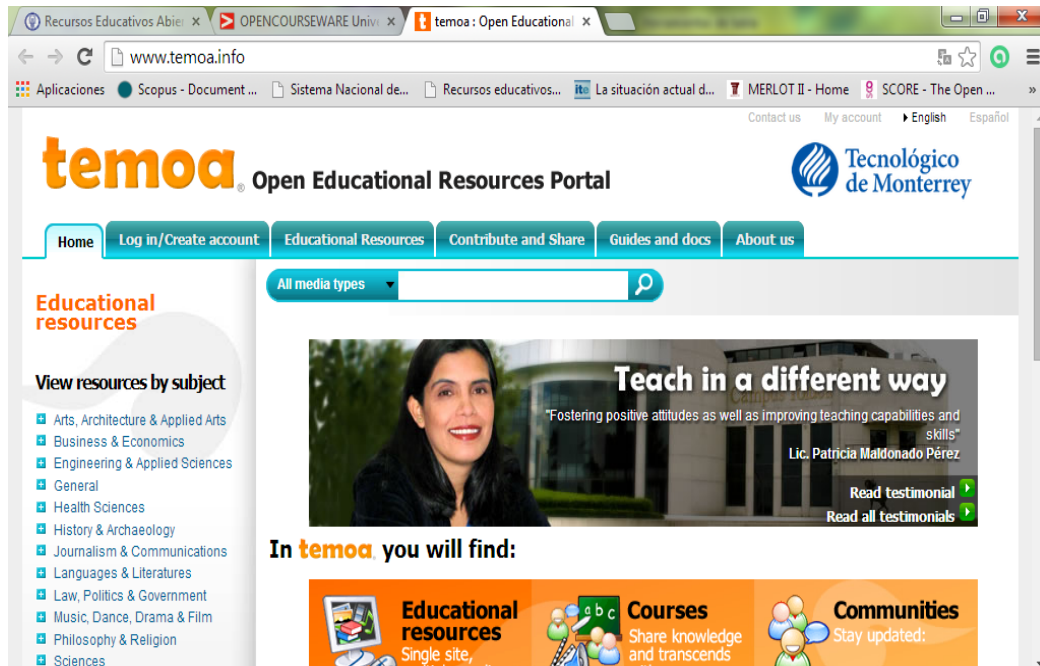 Recursos Educativos Abier
OPENCOURSEWARE Univ
temoa : Open Educational
www.temoa.info
Aplicaciones
Scopus - Document ...
Sistema Nacional de...
Recursos educativos...
La situación actual d...
MERLOT II - Home
SCORE - The Open ...
»
Contact us
My account
English
Español
temoa®
Open Educational Resources Portal
Tecnológico
de Monterrey
Home
Log in/Create account
Educational Resources
Contribute and Share
Guides and docs
About us
All media types
Educational
resources
View resources by subject
Arts, Architecture & Applied Arts
Business & Economics
Engineering & Applied Sciences
General
Health Sciences
History & Archaeology
Journalism & Communications
Languages & Literatures
Law, Politics & Government
Music, Dance, Drama & Film
Philosophy & Religion
Sciences
Teach in a different way
"Fostering positive attitudes as well as improving teaching capabilities and
skills"
Lic. Patricia Maldonado Pérez
Read testimonial
Read all testimonials
In temoa you will find:
Educational
resources
Single site,
a b c
Courses
Share knowledge
and transcends
Communities
Stay updated: